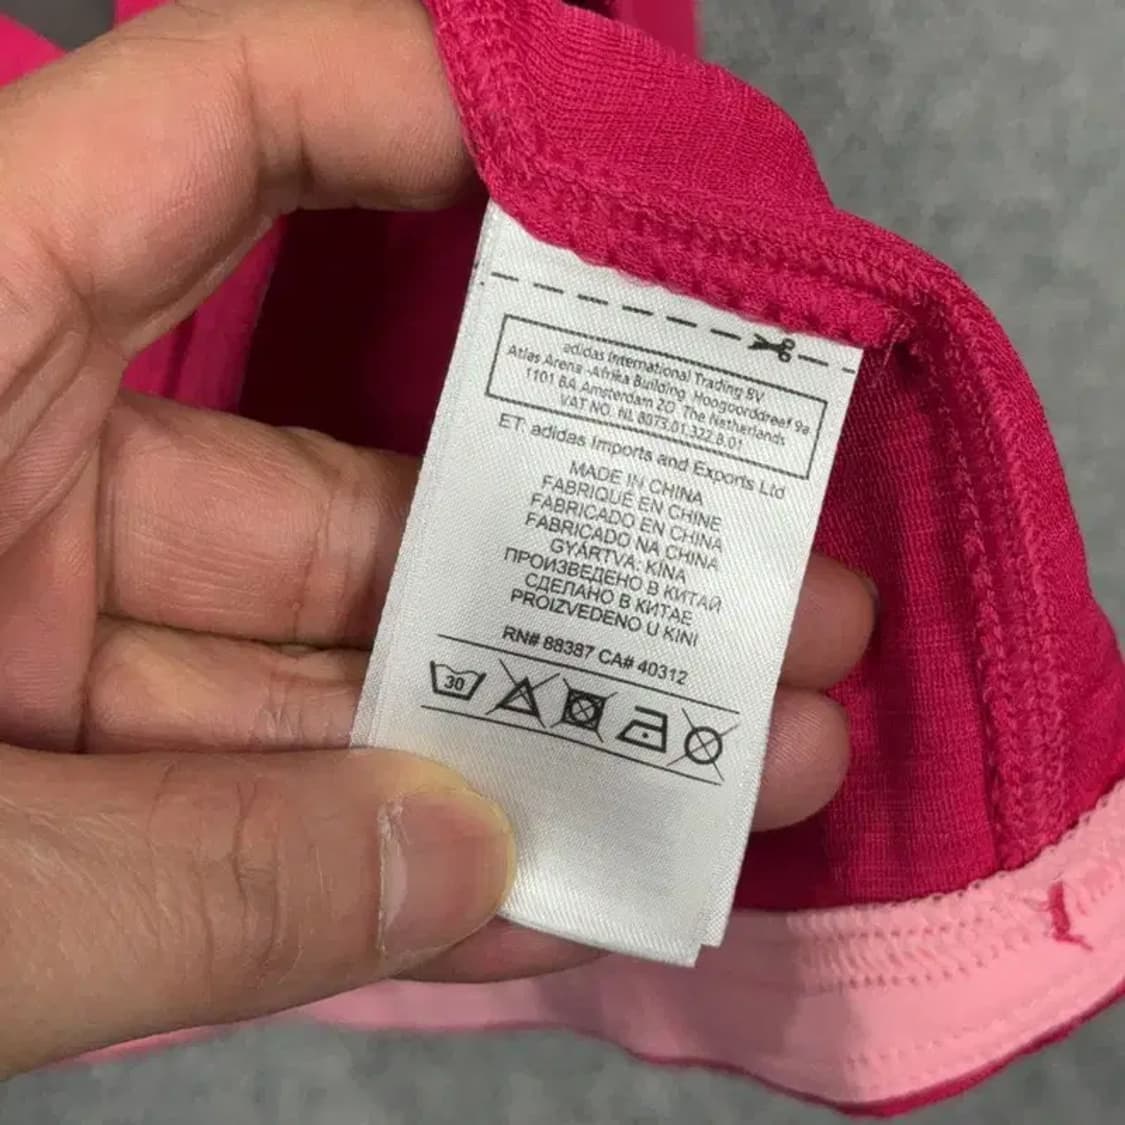 adidas International Trading BV
Atlas Arena -Afrika Building, Hoogoorddreef 9a
1101 BA Amsterdam ZO, The Netherlands
VAT NO. NL 8073.01.322.B.01
ET: adidas Imports and Exports Ltd
MADE IN CHINA
FABRIQUÉ EN CHINE
FABRICADO EN CHINA
FABRICADO NA CHINA
GYÁRTVA: KÍNA
ПРОИЗВЕДЕНО В КИТАЙ
СДЕЛАНО В КИТАЕ
PROIZVEDENO U KINI
RN# 88387 CA# 40312
30